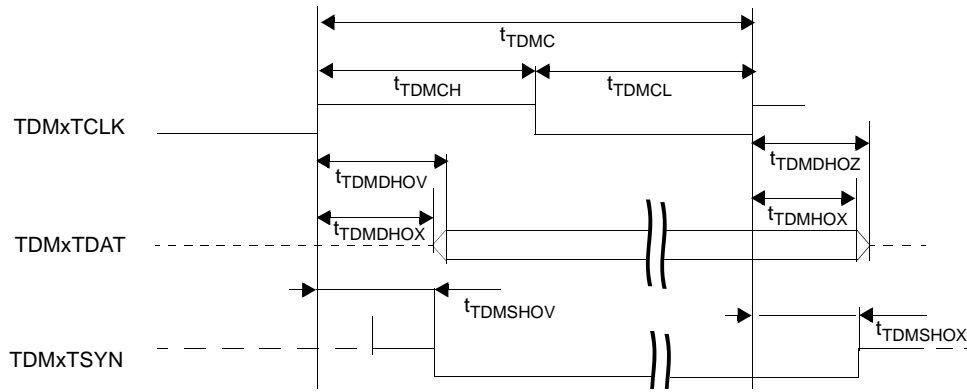 tTDMC
tTDMCH
tTDMCL
TDMxTCLK
tTDMDHOZ
tTDMDHOV
tTDMHOX
tTDMDHOX
TDMxTDAT
tTDMSHOV
tTDMSHOX
TDMxTSYN